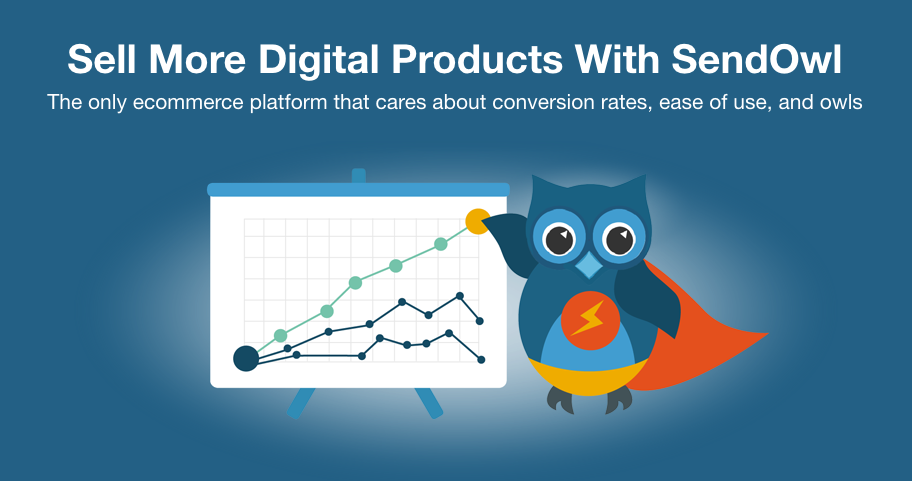 Sell More Digital Products With SendOwl
The only ecommerce platform that cares about conversion rates, ease of use, and owls